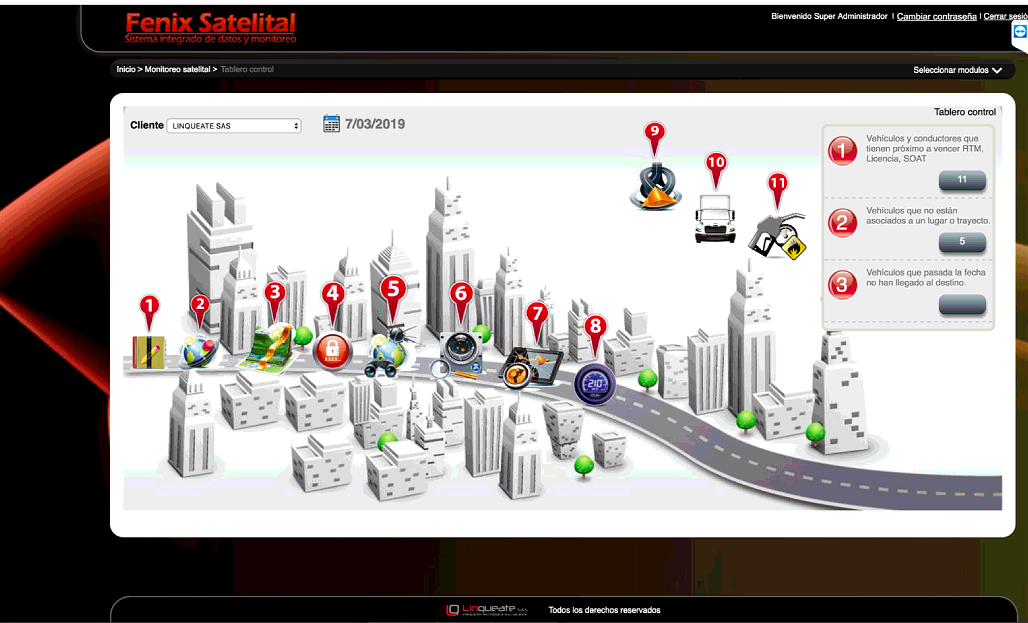 Fenix Satelital
Sistema integrado de datos y monitoreo
Bienvenido Super Administrador | Cambiar contraseña | Cerrar sesió
Inicio > Monitoreo satelital > Tablero control
Seleccionar modulos
Cliente LINQUEATE SAS
7/03/2019
Tablero control
1
Vehículos y conductores que
tienen próximo a vencer RTM,
Licencia, SOAT
11
2
Vehículos que no están
asociados a un lugar o trayecto.
5
3
Vehículos que pasada la fecha
no han llegado al destino.
9
10
11
1
2
3
4
5
6
7
8
210
Linqueate S.A.S.
Todos los derechos reservados